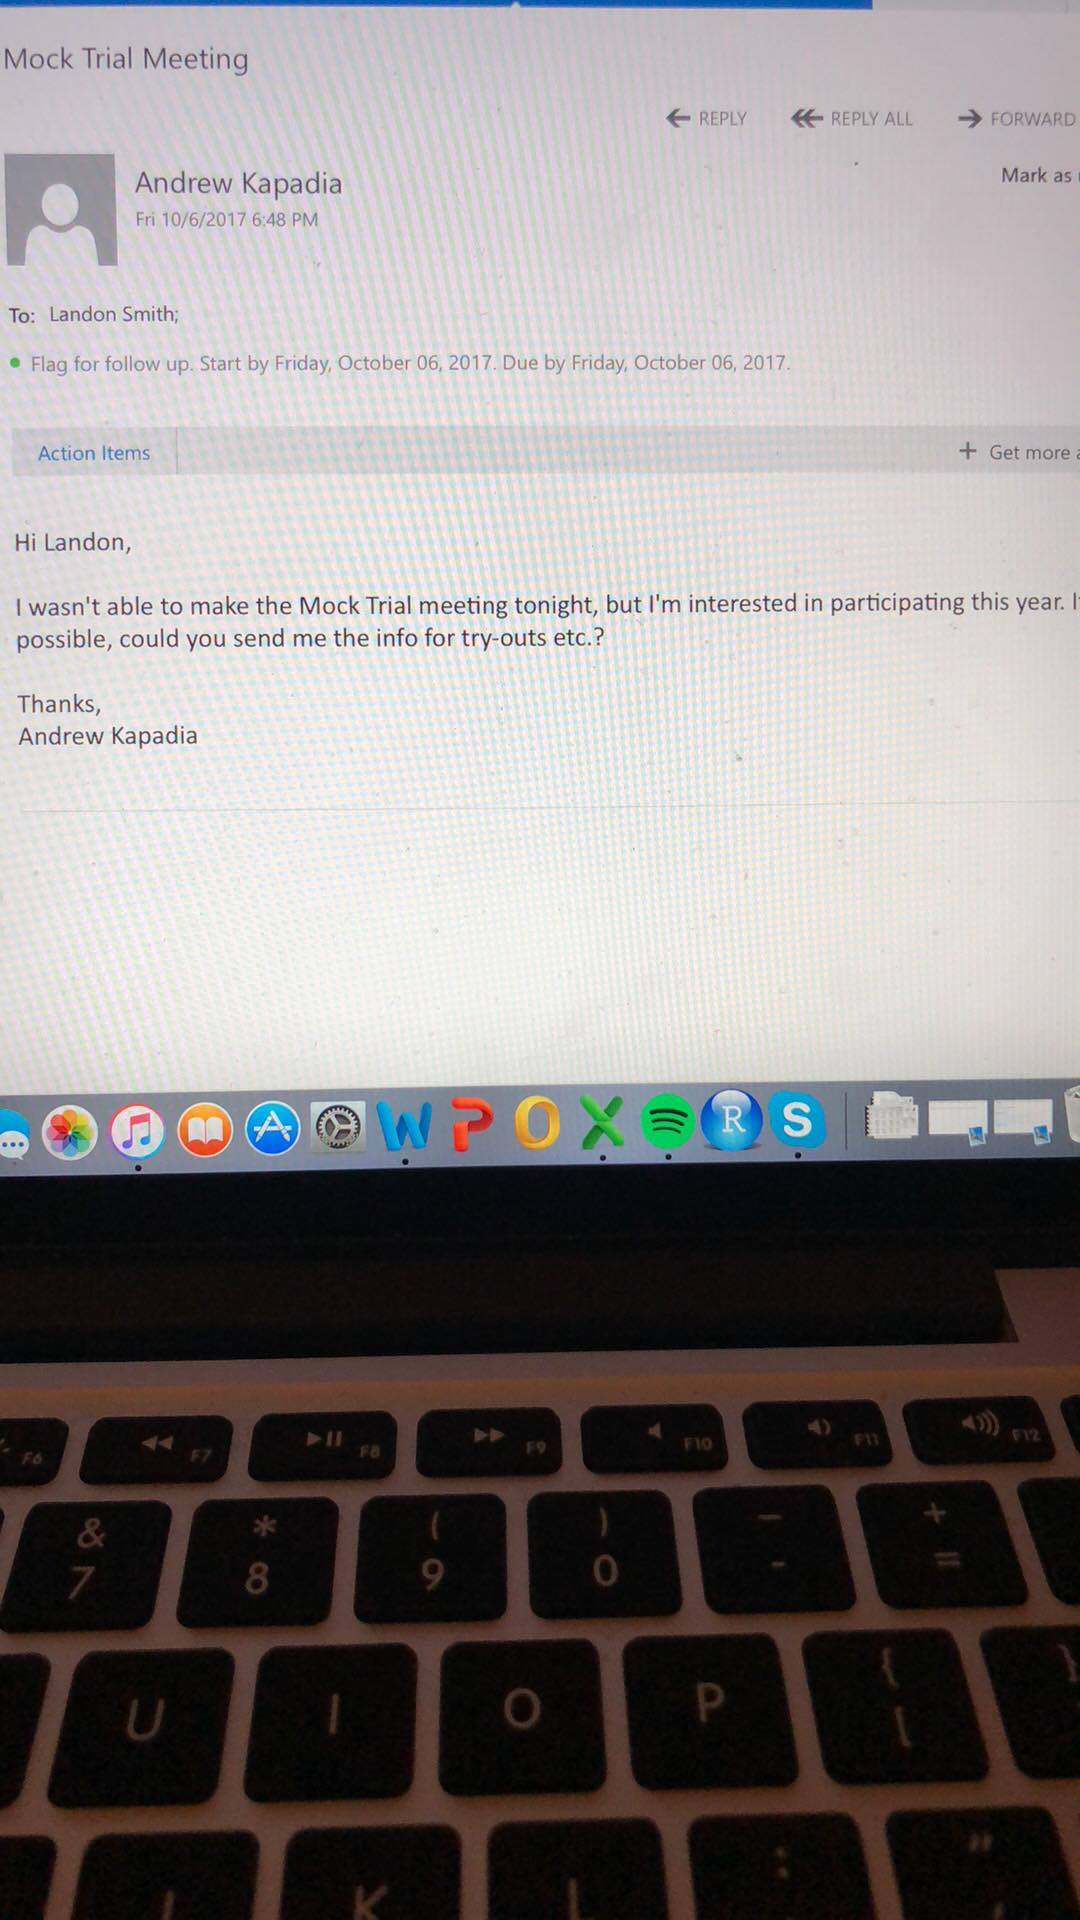 Mock Trial Meeting
REPLY REPLY ALL FORWARD
Andrew Kapadia
Mark as
Fri 10/6/2017 6:48 PM
To: Landon Smith;
Flag for follow up. Start by Friday, October 06, 2017. Due by Friday, October 06, 2017.
Action Items
+ Get more
Hi Landon,
I wasn't able to make the Mock Trial meeting tonight, but I'm interested in participating this year.
possible, could you send me the info for try-outs etc.?
Thanks,
Andrew Kapadia
W P O X R S
F6 F7 F8 F9 F10 F11 F12
& * ( ) _ +
7 8 9 0 - =
U I O P { [ }
K L : "